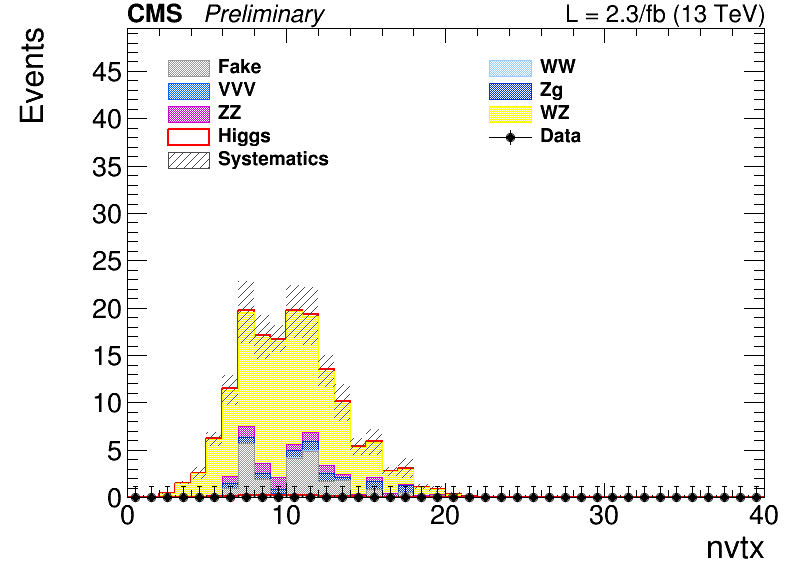 CMS Preliminary L = 2.3/fb (13 TeV)
Events
45
40
35
30
25
20
15
10
5
0
Fake
VVV
ZZ
Higgs
Systematics
WW
Zg
WZ
Data
0 10 20 30 40
nvtx